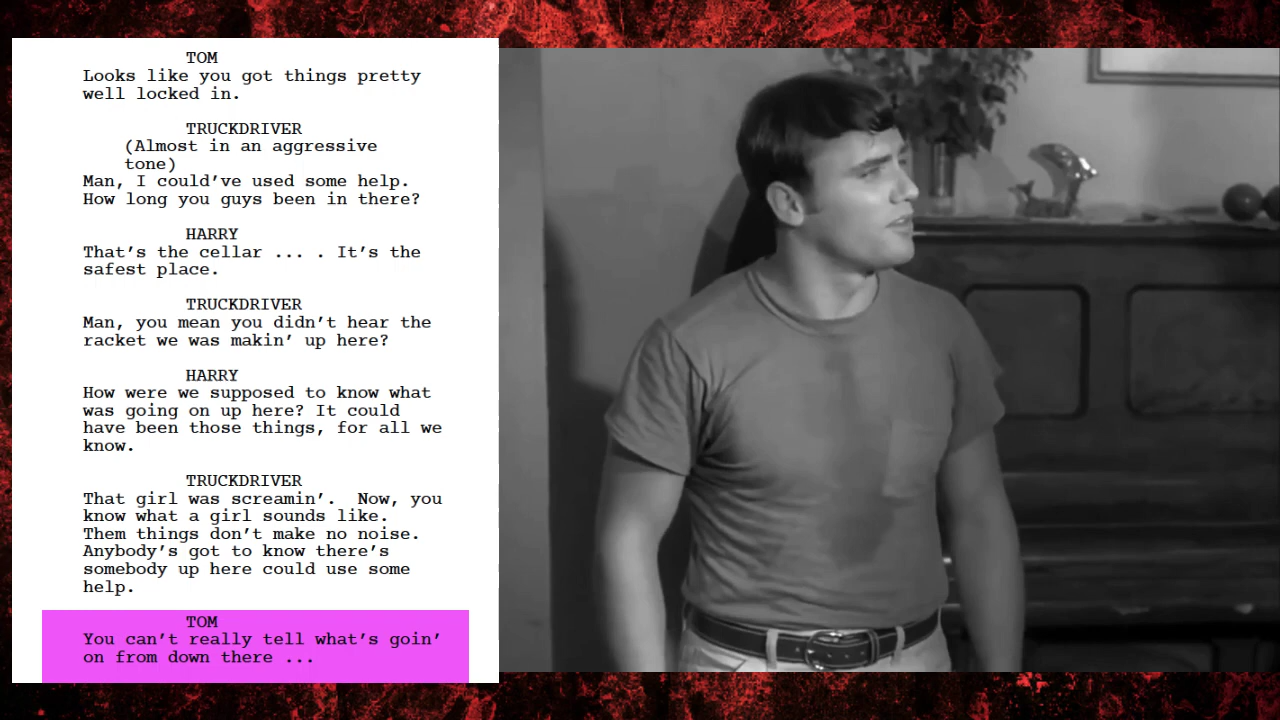 TOM
Looks like you got things pretty
well locked in.
TRUCKDRIVER
(Almost in an aggressive
tone)
Man, I could've used some help.
How long you guys been in there?
HARRY
That's the cellar ... . It's the
safest place.
TRUCKDRIVER
Man, you mean you didn't hear the
racket we was makin' up here?
HARRY
How were we supposed to know what
was going on up here? It could
have been those things, for all we
know.
TRUCKDRIVER
That girl was screamin'.  Now, you
know what a girl sounds like.
Them things don't make no noise.
Anybody's got to know there's
somebody up here could use some
help.
TOM
You can't really tell what's goin'
on from down there ...